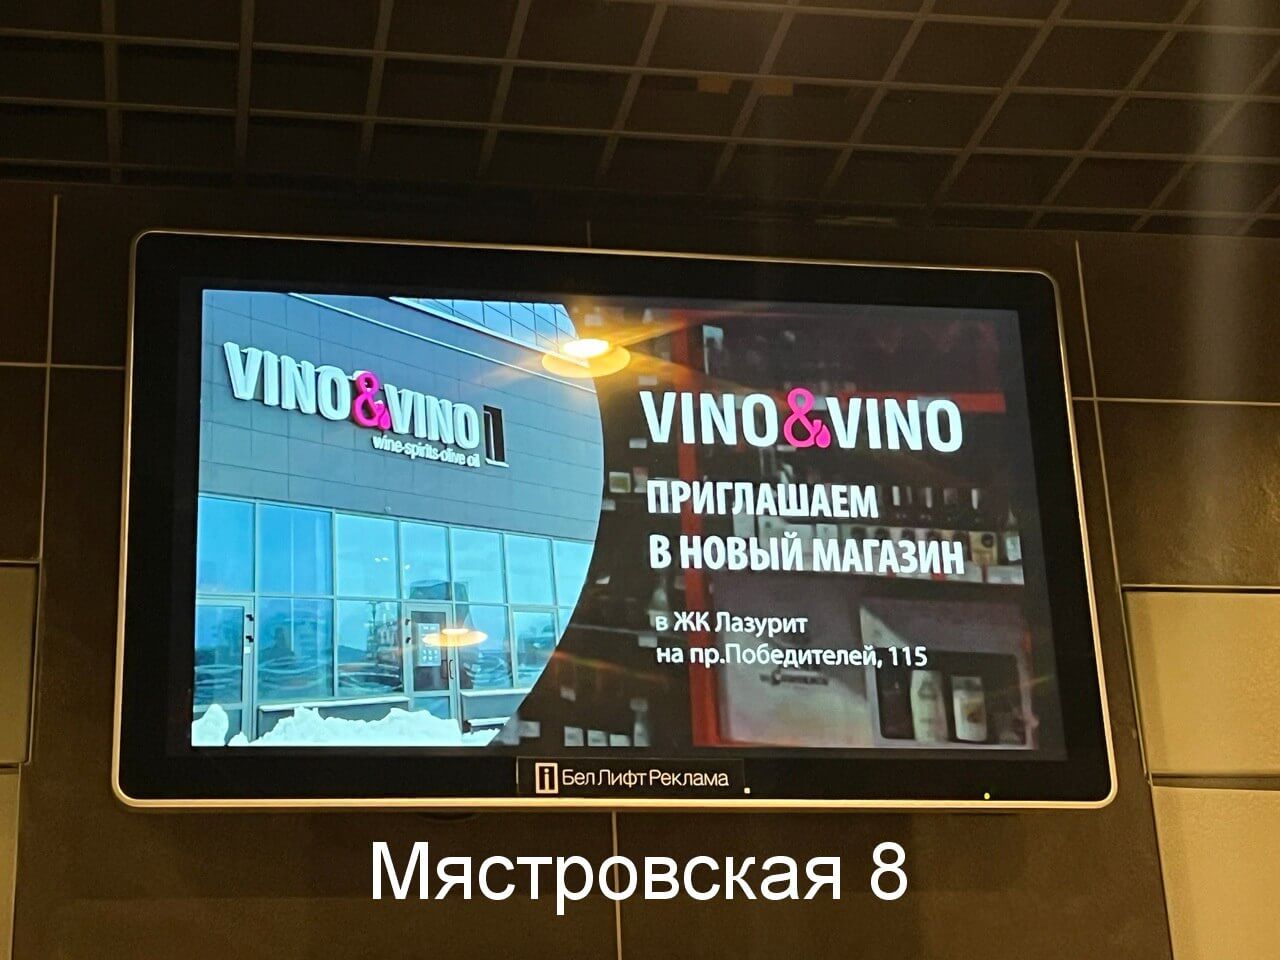 VINO&VINO
wine-spirits-olive oil
VINO&VINO
ПРИГЛАШАЕМ
В НОВЫЙ МАГАЗИН
в ЖК Лазурит
на пр.Победителей, 115
БелЛифтРеклама
Мястровская 8